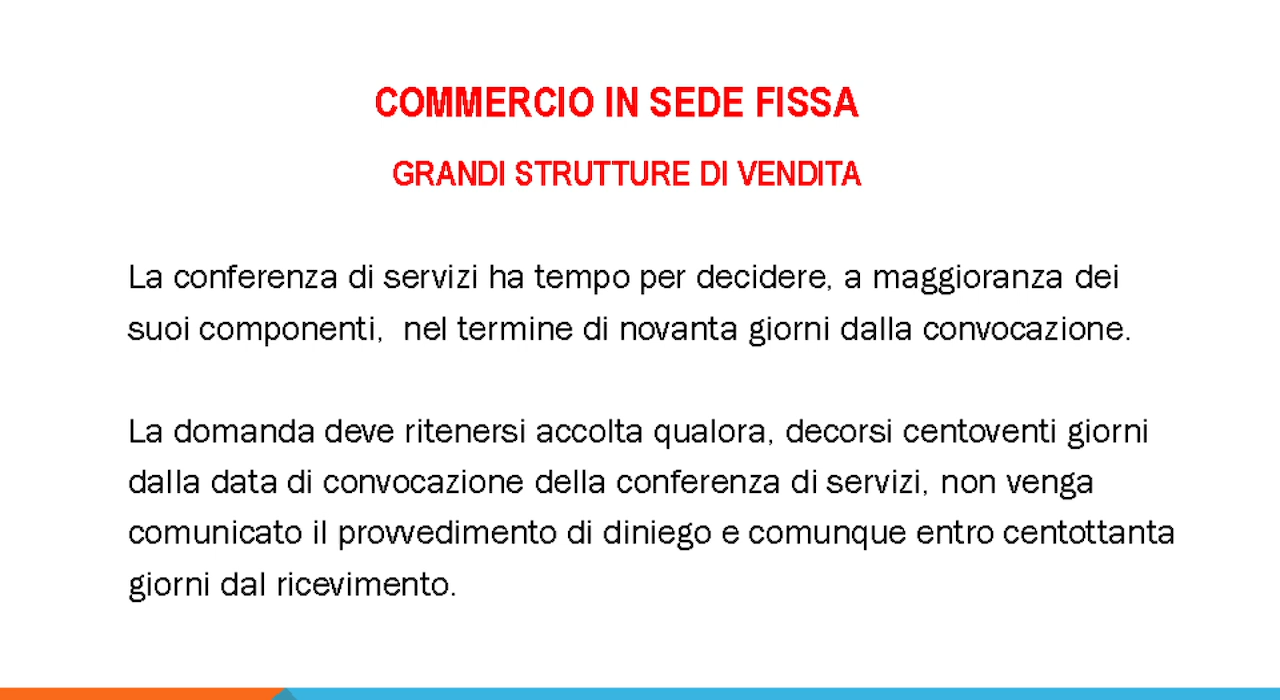 COMMERCIO IN SEDE FISSA
GRANDI STRUTTURE DI VENDITA
La conferenza di servizi ha tempo per decidere, a maggioranza dei
suoi componenti, nel termine di novanta giorni dalla convocazione.
La domanda deve ritenersi accolta qualora, decorsi centoventi giorni
dalla data di convocazione della conferenza di servizi, non venga
comunicato il provvedimento di diniego e comunque entro centottanta
giorni dal ricevimento.